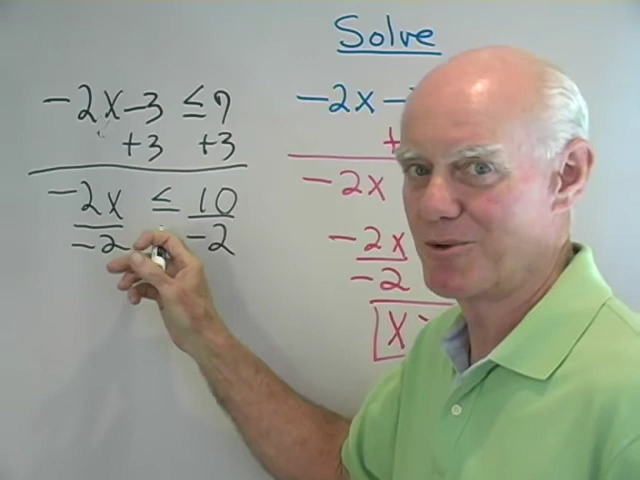 Solve
-2x-3 ≤7
+3 +3
-2x ≤ 10
-2 -2
-2x -
+
-2x
-2x
-2
x